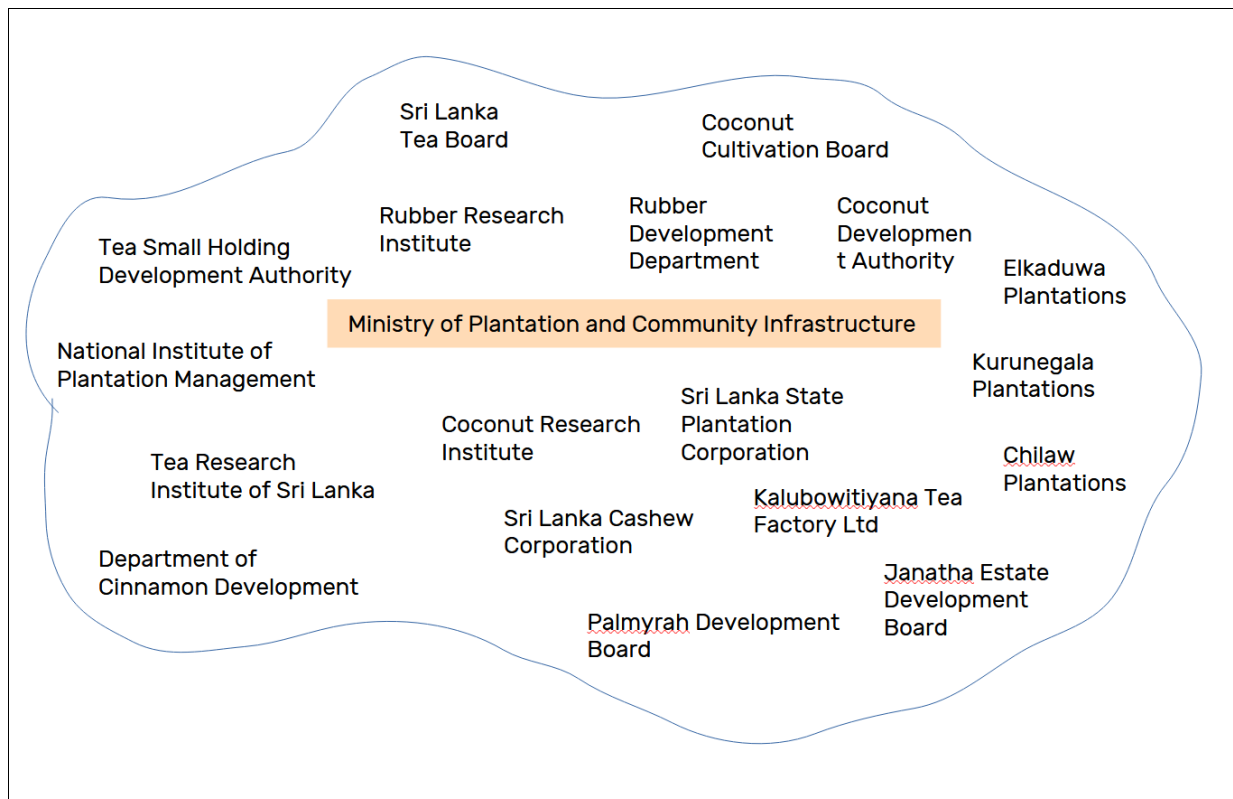 Sri Lanka
Tea Board
Coconut
Cultivation Board
Rubber Research
Institute
Rubber
Development
Department
Coconut
Developmen
t Authority
Tea Small Holding
Development Authority
Elkaduwa
Plantations
Ministry of Plantation and Community Infrastructure
National Institute of
Plantation Management
Kurunegala
Plantations
Coconut Research
Institute
Sri Lanka State
Plantation
Corporation
Tea Research
Institute of Sri Lanka
Chilaw
Plantations
Sri Lanka Cashew
Corporation
Kalubowitiyana Tea
Factory Ltd
Department of
Cinnamon Development
Janatha Estate
Development
Board
Palmyrah Development
Board